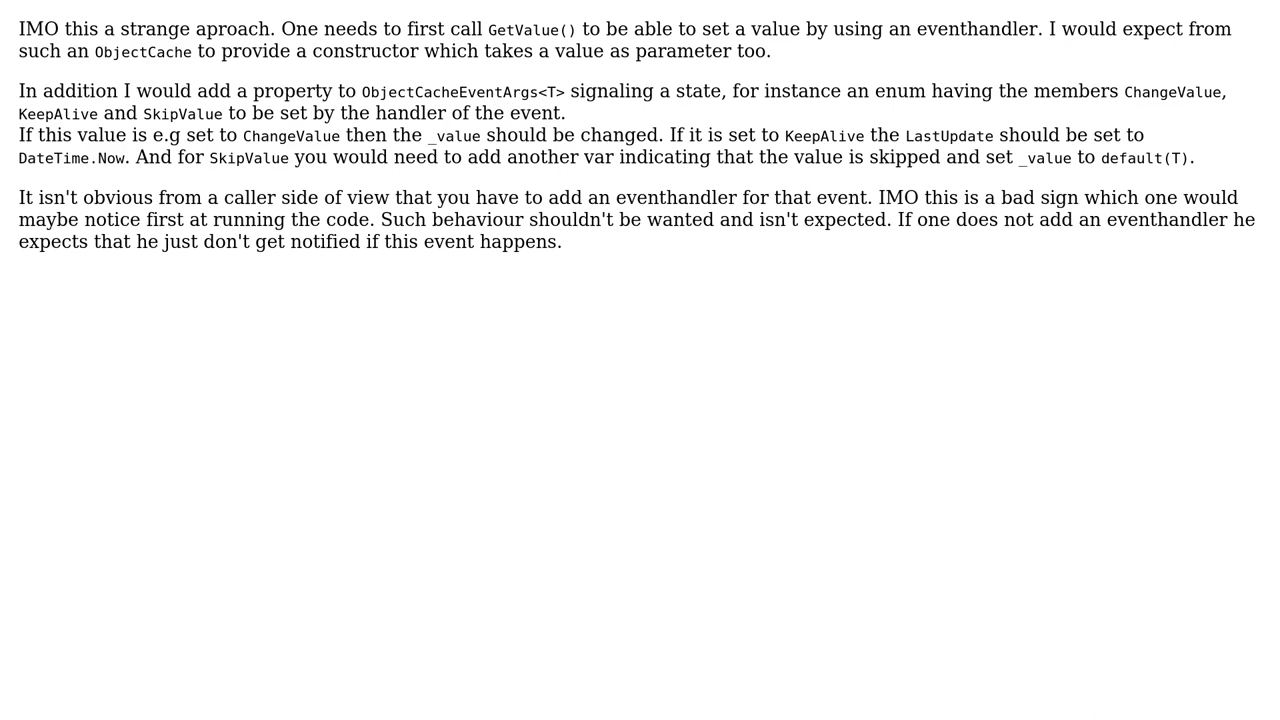 IMO this a strange aproach. One needs to first call GetValue() to be able to set a value by using an eventhandler. I would expect from
such an ObjectCache to provide a constructor which takes a value as parameter too.
In addition I would add a property to ObjectCacheEventArgs<T> signaling a state, for instance an enum having the members ChangeValue,
KeepAlive and SkipValue to be set by the handler of the event.
If this value is e.g set to ChangeValue then the _value should be changed. If it is set to KeepAlive the LastUpdate should be set to
DateTime.Now. And for SkipValue you would need to add another var indicating that the value is skipped and set _value to default(T).
It isn't obvious from a caller side of view that you have to add an eventhandler for that event. IMO this is a bad sign which one would
maybe notice first at running the code. Such behaviour shouldn't be wanted and isn't expected. If one does not add an eventhandler he
expects that he just don't get notified if this event happens.